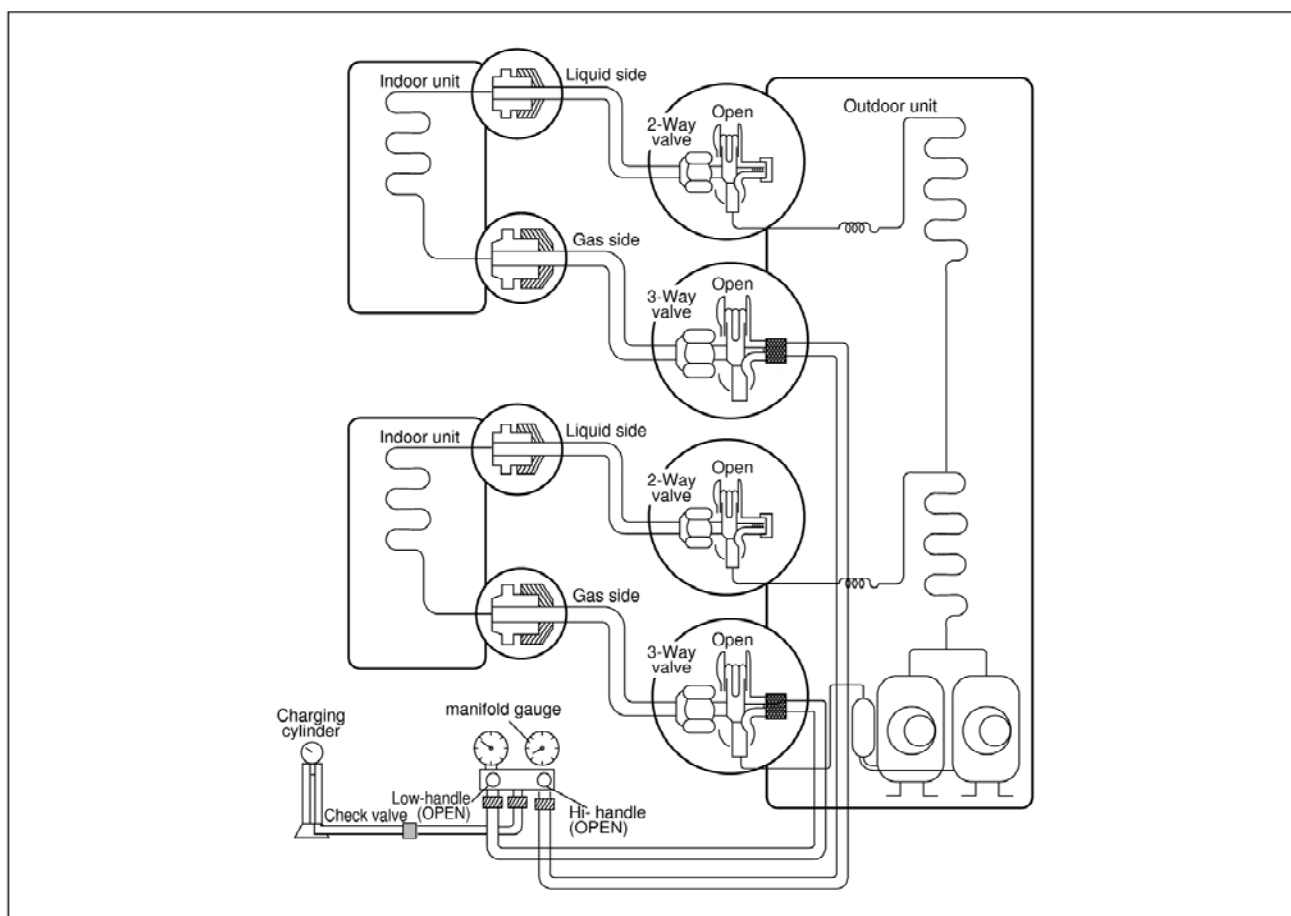 Indoor unit
Liquid side
2-Way
valve
Open
Outdoor unit
Gas side
3-Way
valve
Open
Indoor unit
Liquid side
2-Way
valve
Open
Gas side
3-Way
valve
Open
Charging
cylinder
manifold gauge
Low-handle
(OPEN)
Hi- handle
(OPEN)
Check valve